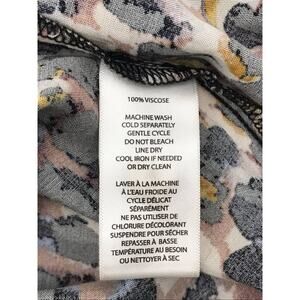 100% VISCOSE
MACHINE WASH
COLD SEPARATELY
GENTLE CYCLE
DO NOT BLEACH
LINE DRY
COOL IRON IF NEEDED
OR DRY CLEAN
LAVER À LA MACHINE
À L'EAU FROIDE AU
CYCLE DÉLICAT
SÉPARÉMENT
NE PAS UTILISER DE
CHLORURE DÉCOLORANT
SUSPENDRE POUR SÉCHER
REPASSER À BASSE
TEMPÉRATURE AU BESOIN
OU NETTOYER À SEC